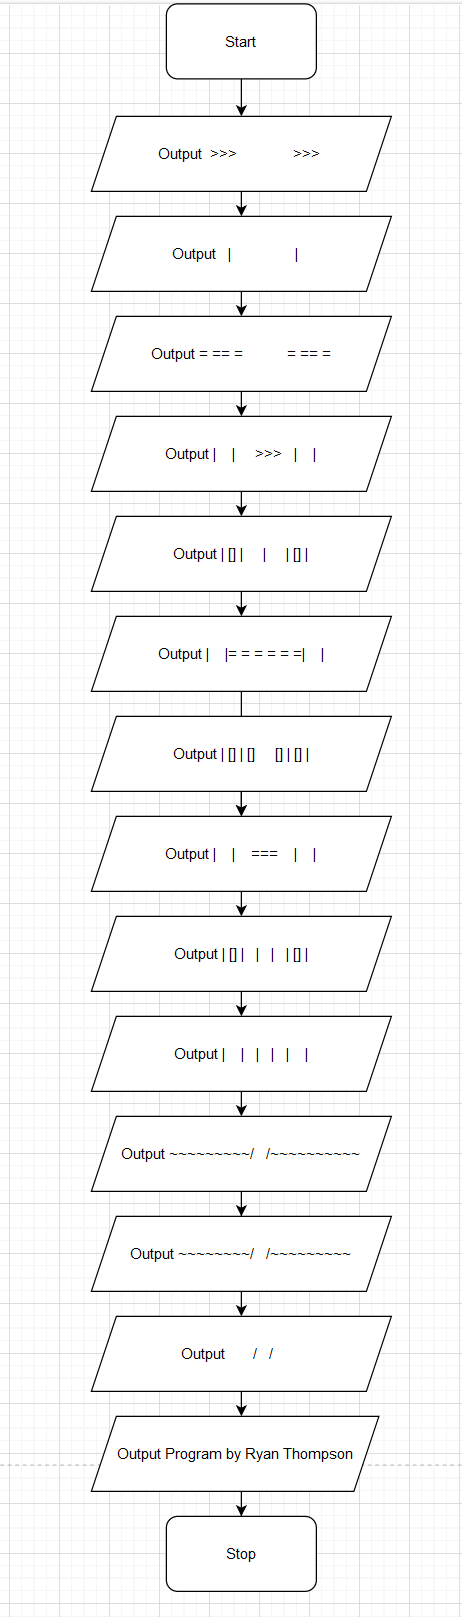 Start
Output  >>>               >>>
Output   |                 |
Output = == =            = == =
Output |    |     >>>   |    |
Output | [] |     |     | [] |
Output |    |= = = = = =|    |
Output | [] | []     [] | [] |
Output |    |    ===    |    |
Output | [] |   |   |   | [] |
Output |    |   |   |   |    |
Output ~~~~~~~~~/   /~~~~~~~~~~
Output ~~~~~~~~/   /~~~~~~~~~
Output       /   /
Output Program by Ryan Thompson
Stop